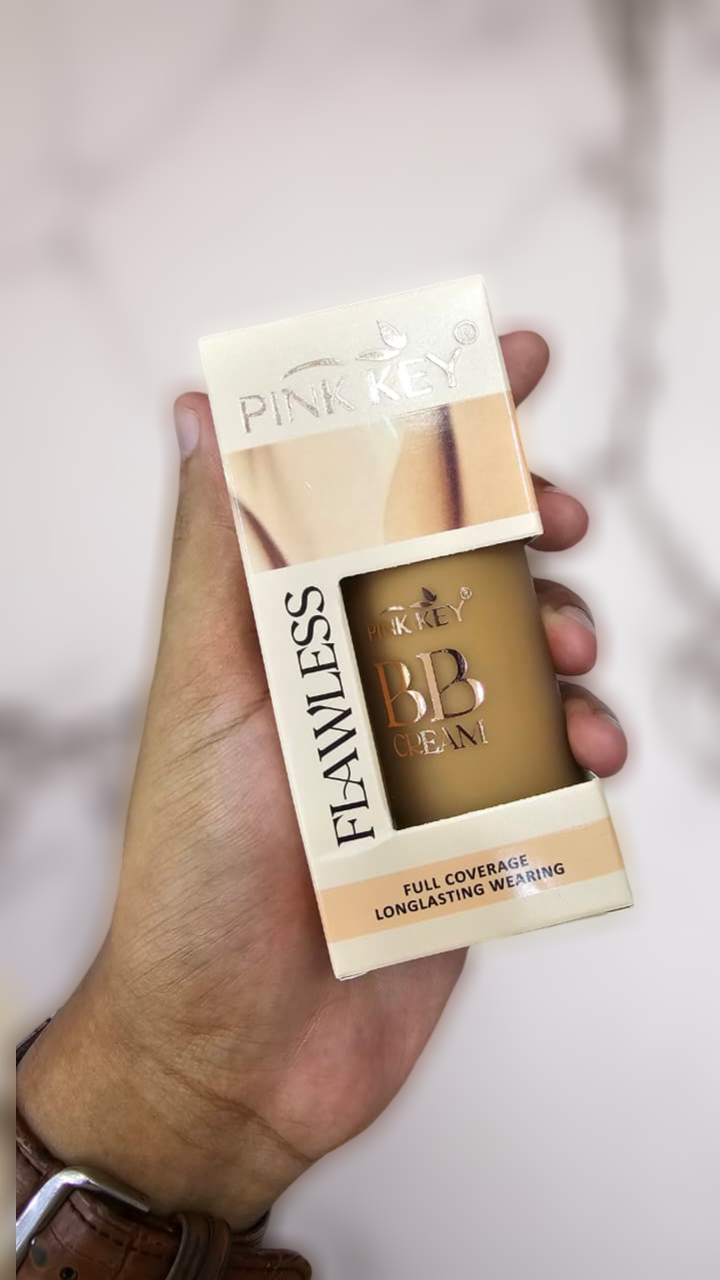 PINK KEY®
FLAWLESS
PINK KEY®
BB
CREAM
FULL COVERAGE
LONGLASTING WEARING